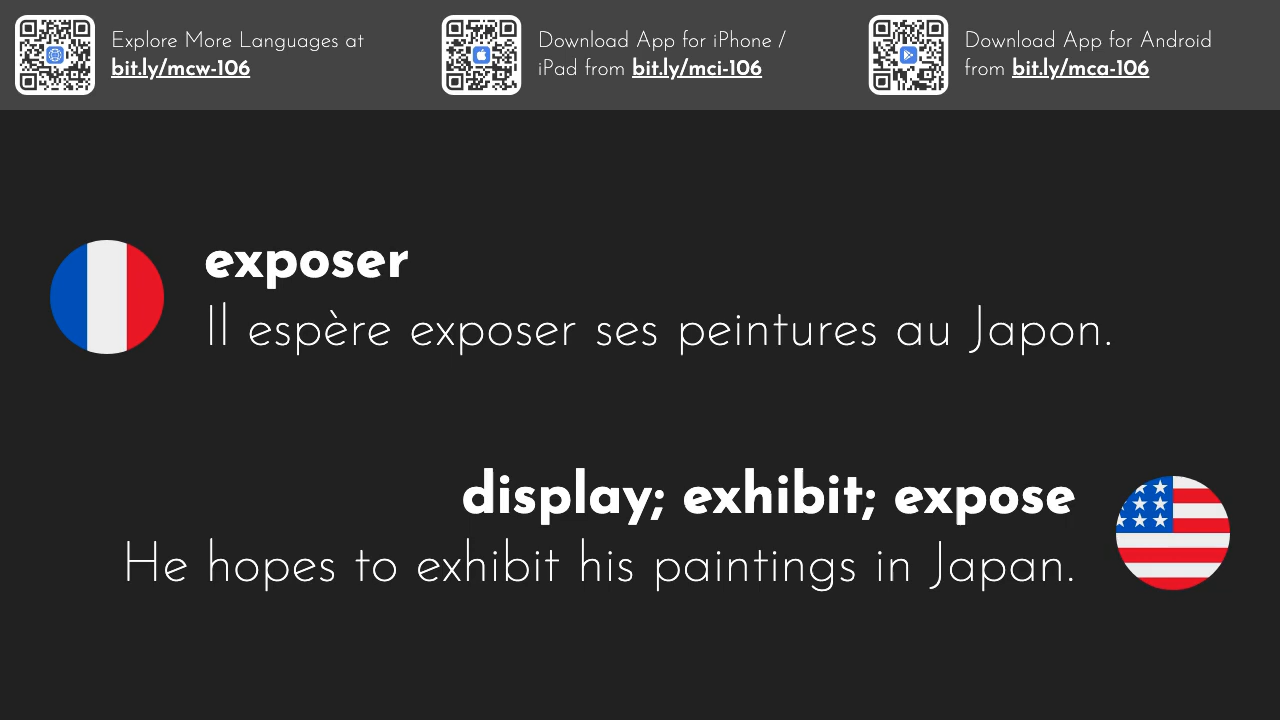 Explore More Languages at
bit.ly/mcw-106
Download App for iPhone /
iPad from bit.ly/mci-106
Download App for Android
from bit.ly/mca-106
exposer
Il espère exposer ses peintures au Japon.
display; exhibit; expose
He hopes to exhibit his paintings in Japan.